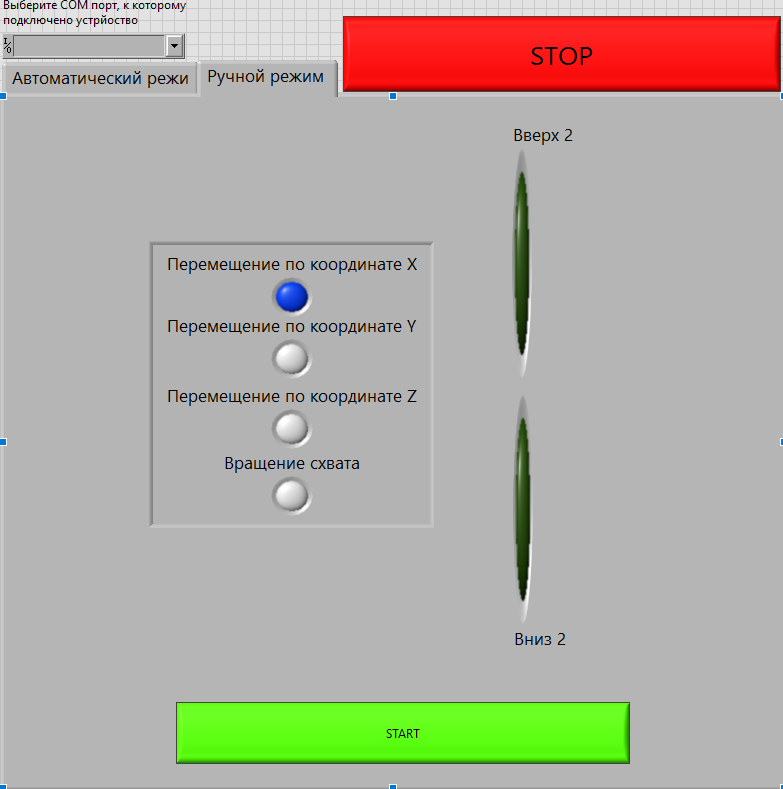 Выберите COM порт, к которому
подключено устрйоство
I/O
STOP
Автоматический режи
Ручной режим
Вверх 2
Перемещение по координате X
Перемещение по координате Y
Перемещение по координате Z
Вращение схвата
Вниз 2
START